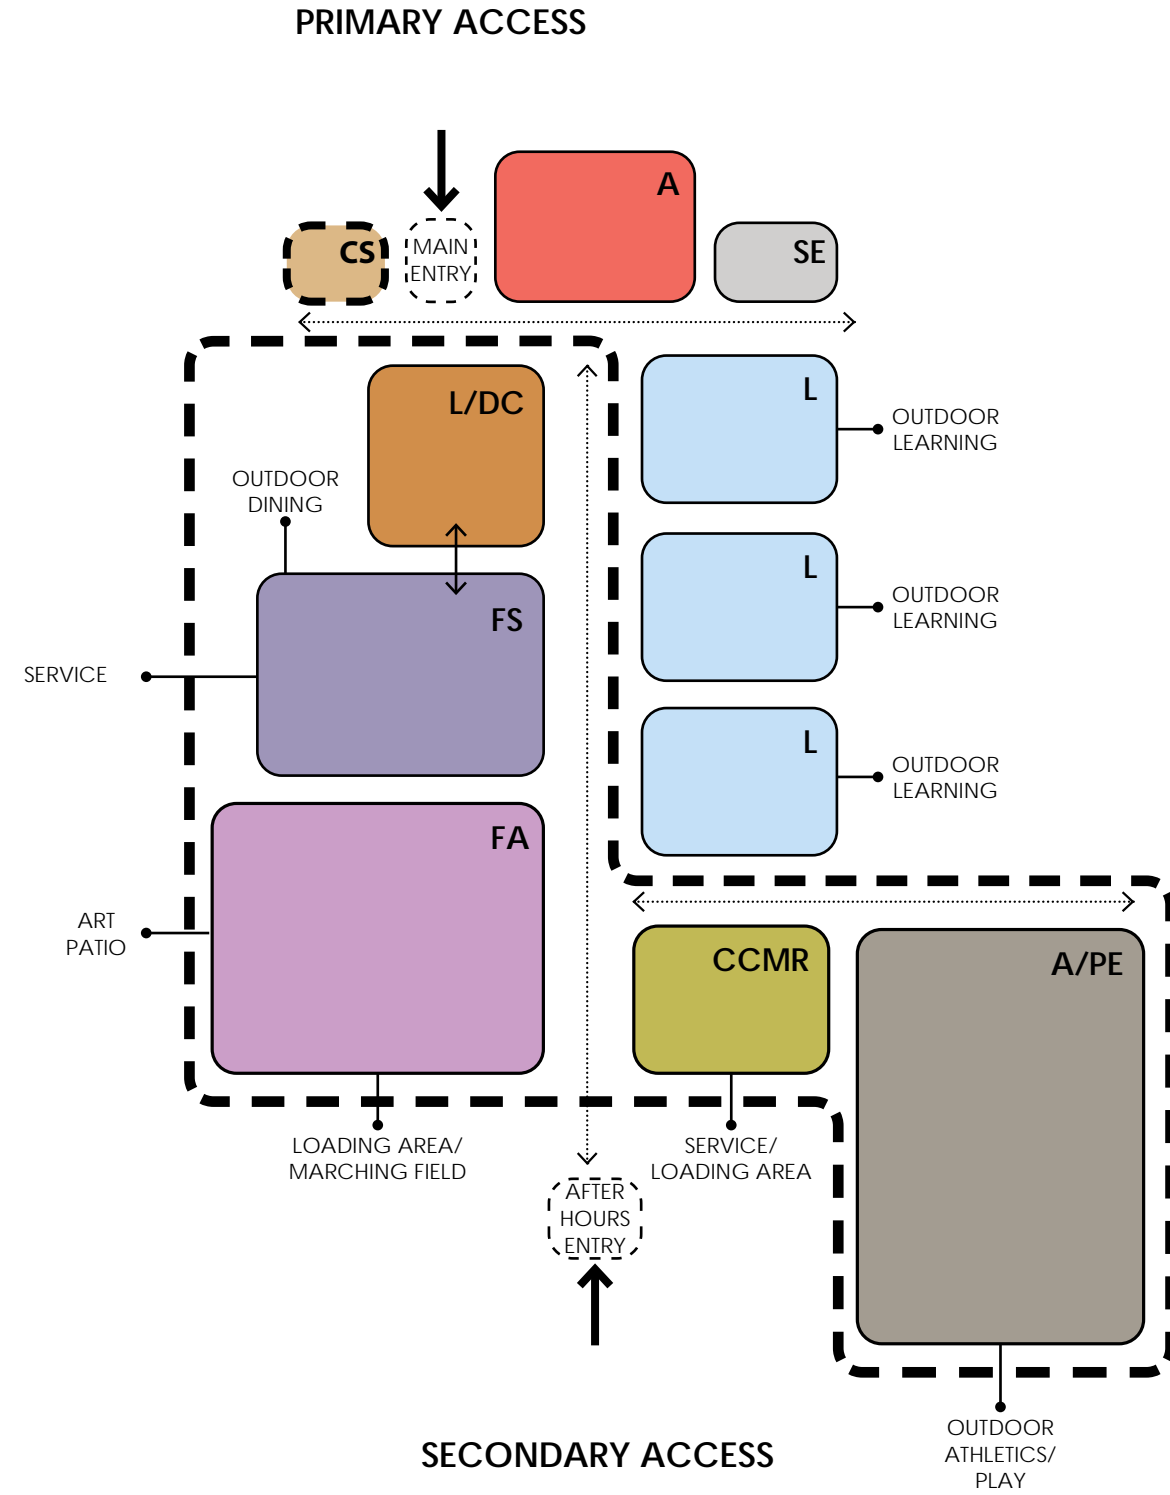 PRIMARY ACCESS
A
CS
MAIN
ENTRY
SE
L/DC
L
OUTDOOR
LEARNING
OUTDOOR
DINING
FS
L
OUTDOOR
LEARNING
SERVICE
L
OUTDOOR
LEARNING
FA
ART
PATIO
CCMR
A/PE
LOADING AREA/
MARCHING FIELD
SERVICE/
LOADING AREA
AFTER
HOURS
ENTRY
SECONDARY ACCESS
OUTDOOR
ATHLETICS/
PLAY